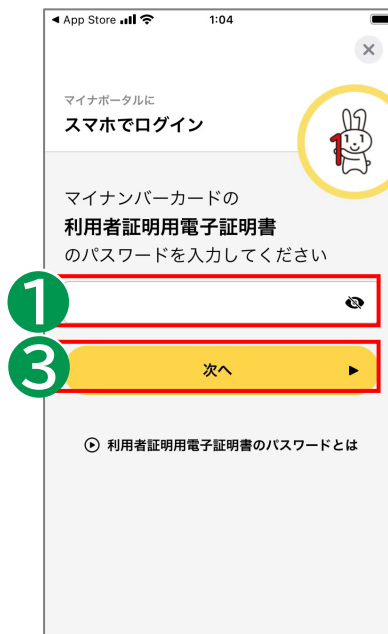 ◀ App Store 1:04
マイナポータルに
スマホでログイン
1
マイナンバーカードの
利用者証明用電子証明書
のパスワードを入力してください
1
3
次へ
利用者証明用電子証明書のパスワードとは